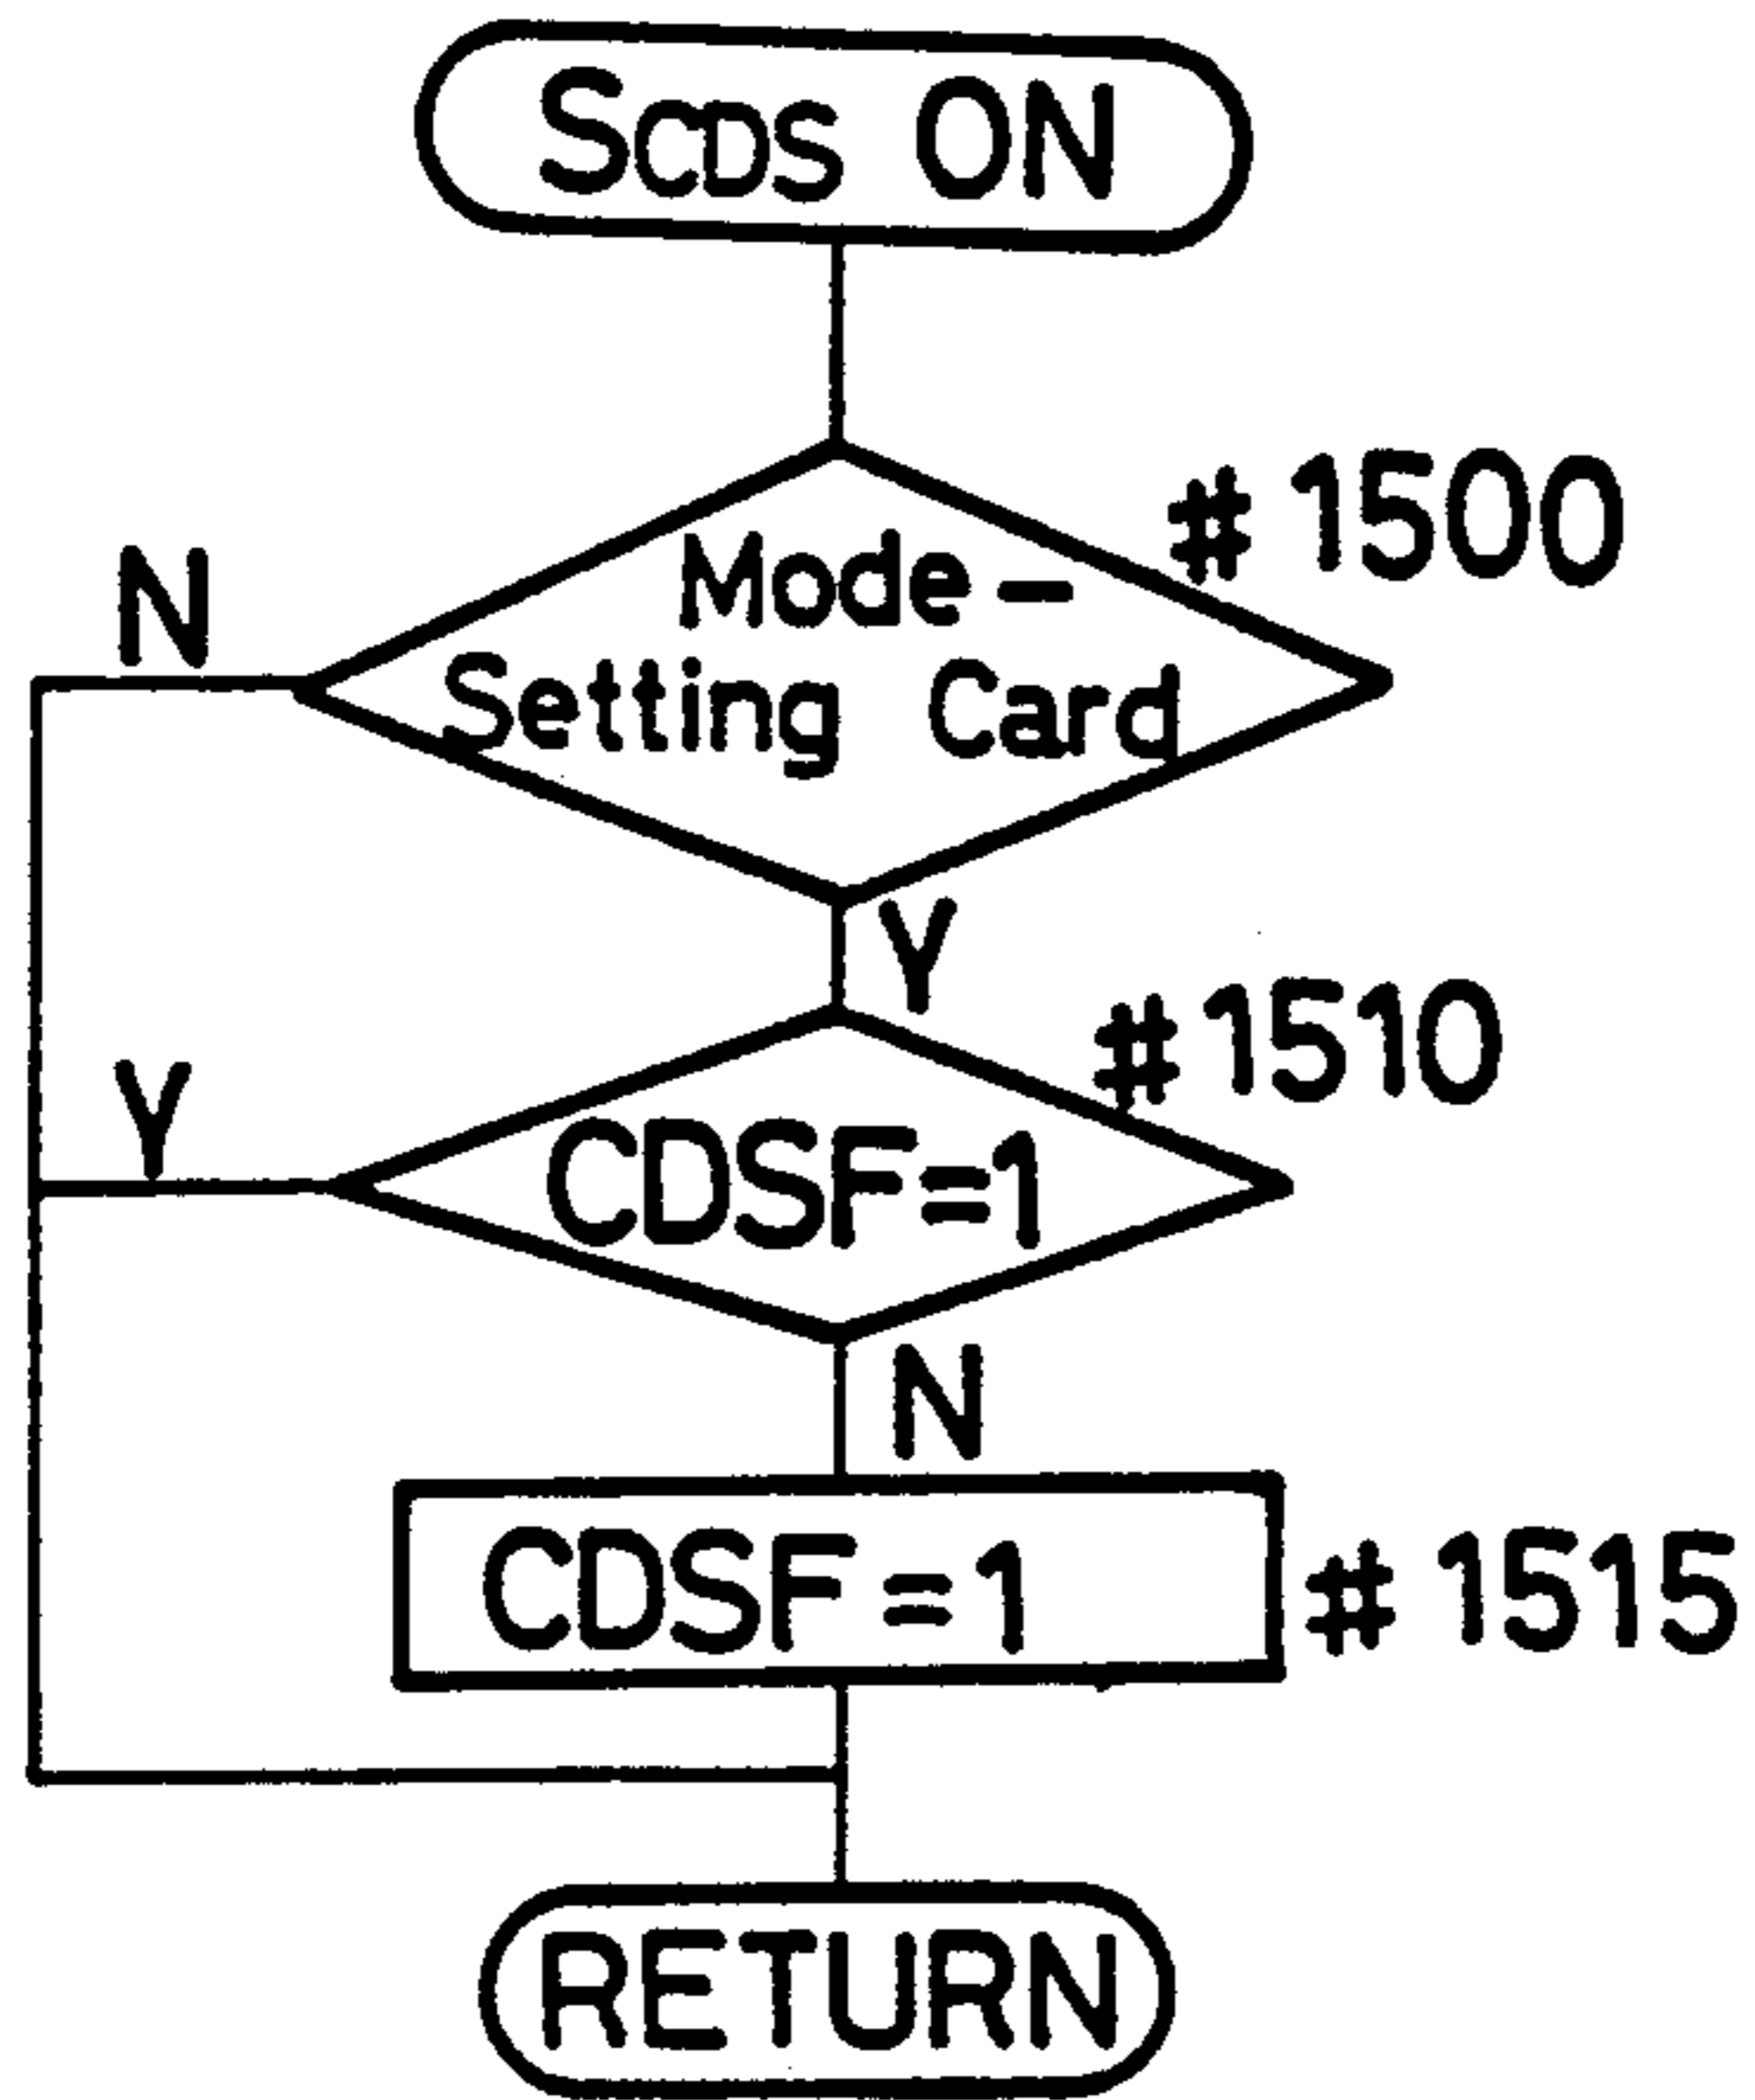 SCDS ON
#1500
Mode-
Setting Card
N
Y
#1510
Y
CDSF=1
N
CDSF=1
#1515
RETURN